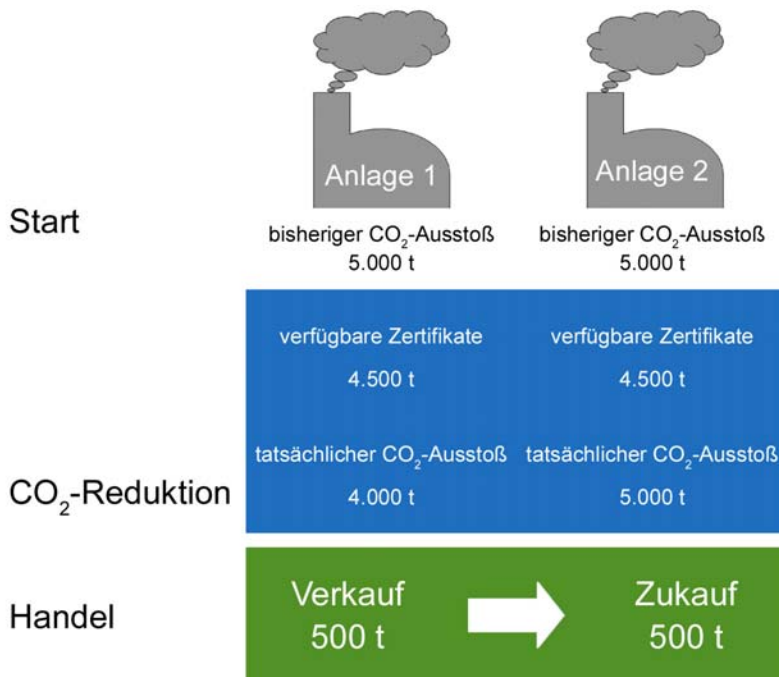 Anlage 1
Anlage 2
Start
bisheriger CO₂-Ausstoß
5.000 t
bisheriger CO₂-Ausstoß
5.000 t
verfügbare Zertifikate
4.500 t
verfügbare Zertifikate
4.500 t
CO₂-Reduktion
tatsächlicher CO₂-Ausstoß
4.000 t
tatsächlicher CO₂-Ausstoß
5.000 t
Handel
Verkauf
500 t
Zukauf
500 t